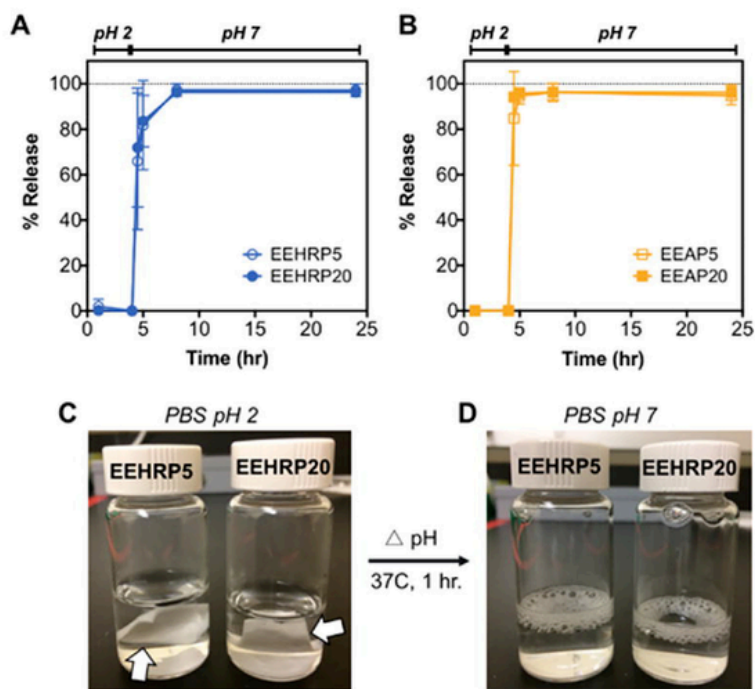 A
pH 2
pH 7
% Release
100
80
60
40
20
0
EEHRP5
EEHRP20
0
5
10
15
20
25
Time (hr)
B
pH 2
pH 7
% Release
100
80
60
40
20
0
EEAP5
EEAP20
0
5
10
15
20
25
Time (hr)
C
PBS pH 2
EEHRP5
EEHRP20
△ pH
37C, 1 hr.
D
PBS pH 7
EEHRP5
EEHRP20